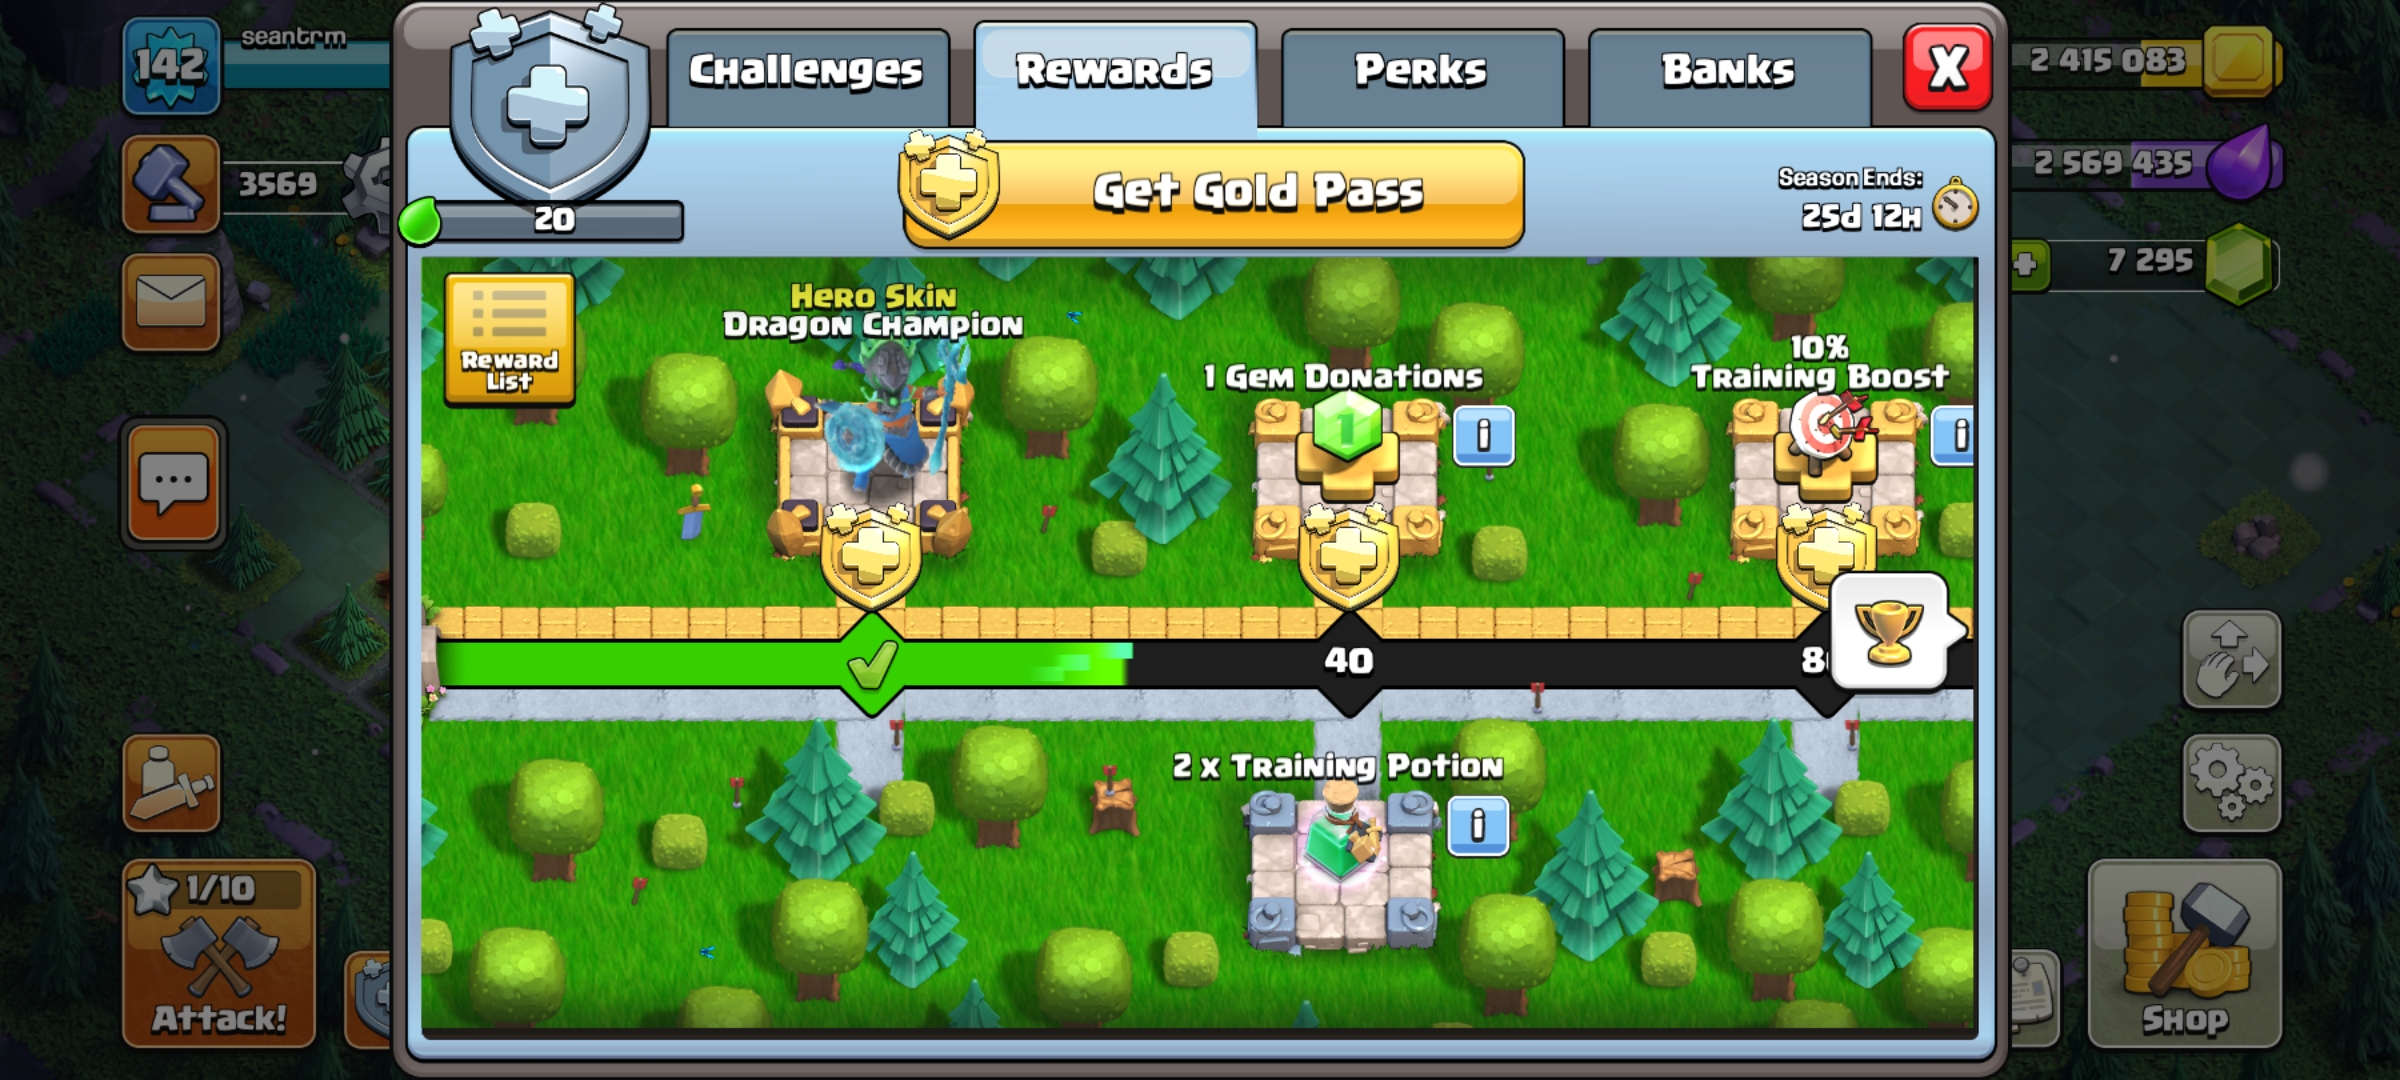 142
seantrm
Challenges
Rewards
Perks
Banks
X
2 415 083
3569
20
Get Gold Pass
Season Ends:
25d 12H
2 569 435
7 295
Reward
List
Hero Skin
Dragon Champion
1 Gem Donations
1
10%
Training Boost
i
i
40
2 x Training Potion
i
1/10
Attack!
Shop